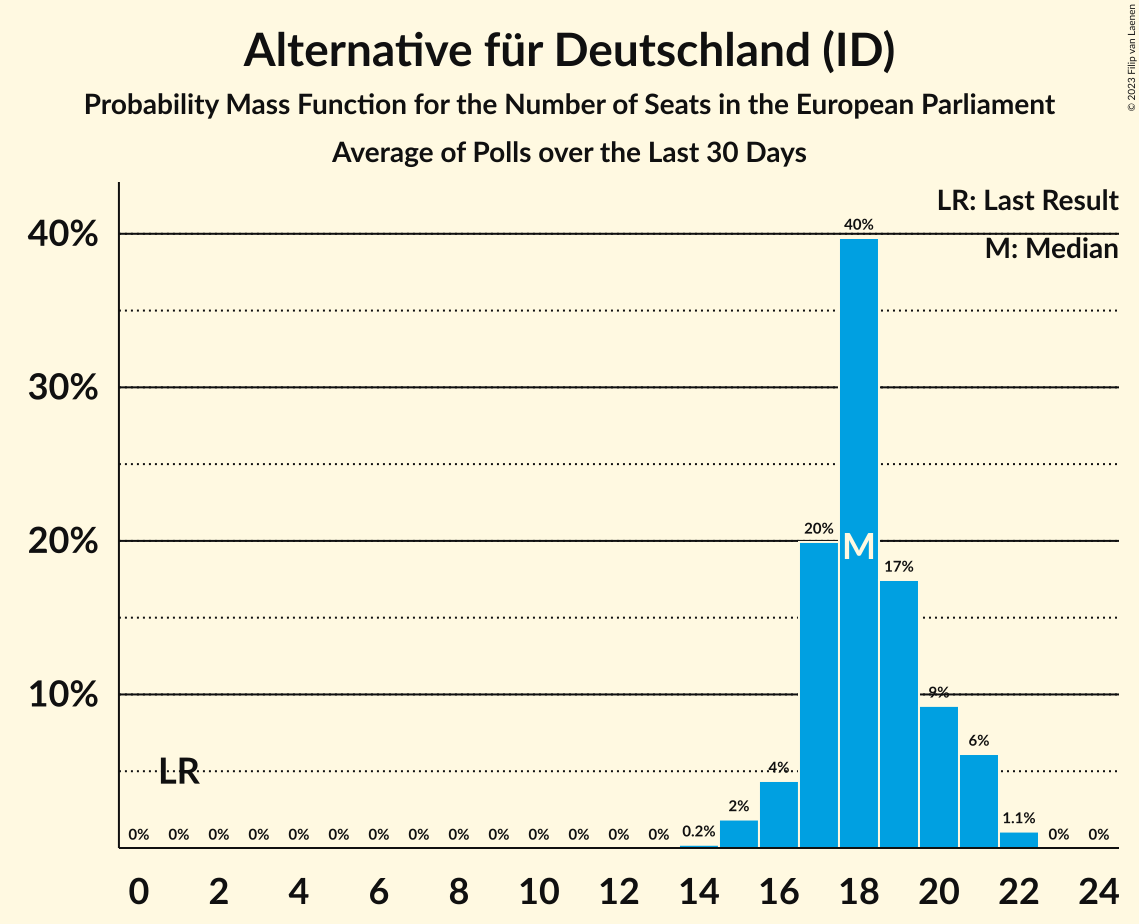 Alternative für Deutschland (ID)
Probability Mass Function for the Number of Seats in the European Parliament
Average of Polls over the Last 30 Days
© 2023 Filip van Laenen
LR: Last Result
M: Median
40%
30%
20%
10%
40%
20%
M
17%
9%
6%
4%
2%
1.1%
0.2%
LR
0% 0% 0% 0% 0% 0% 0% 0% 0% 0% 0% 0% 0% 0% 0% 0%
0 2 4 6 8 10 12 14 16 18 20 22 24